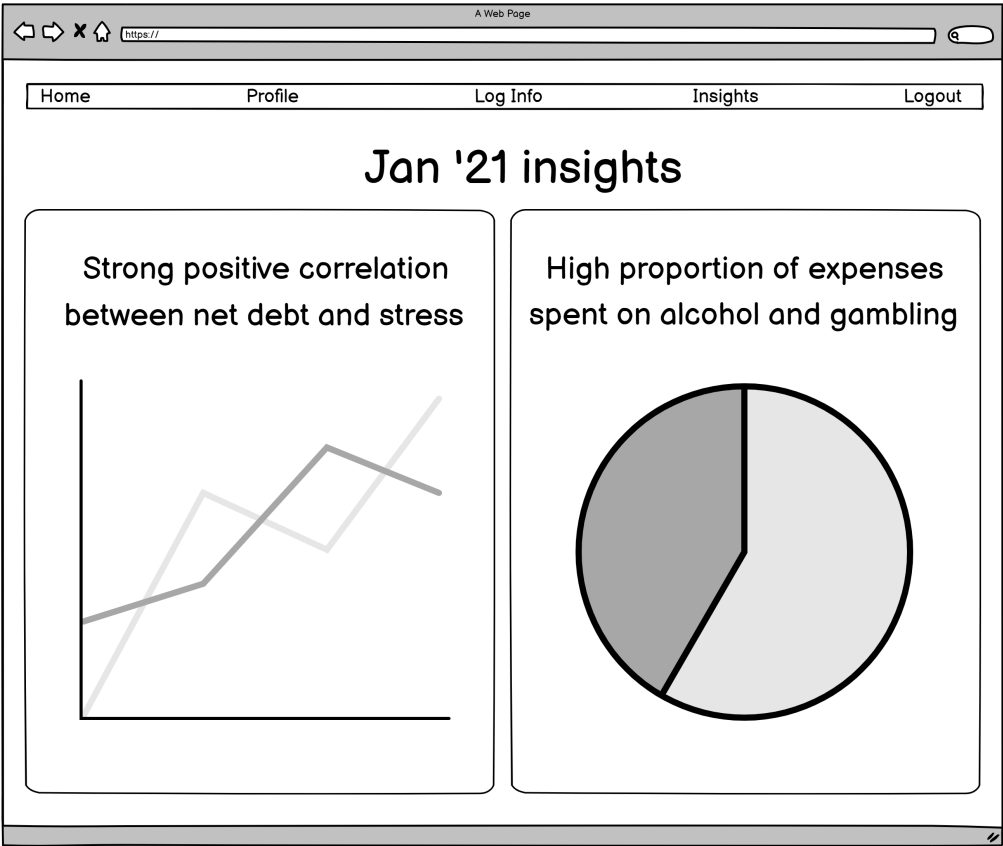 A Web Page
https://
Home Profile Log Info Insights Logout
Jan '21 insights
Strong positive correlation
between net debt and stress
High proportion of expenses
spent on alcohol and gambling